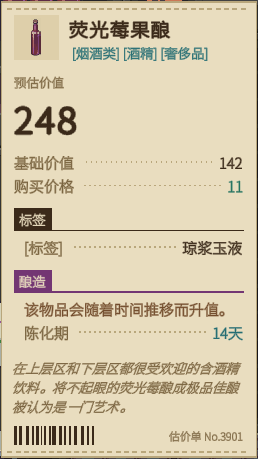 荧光莓果酿
[烟酒类] [酒精] [奢侈品]
预估价值
248
基础价值 142
购买价格 11
标签
[标签] 琼浆玉液
酿造
该物品会随着时间推移而升值。
陈化期 14天
在上层区和下层区都很受欢迎的含酒精
饮料。将不起眼的荧光莓酿成极品佳酿
被认为是一门艺术。
估价单 No.3901